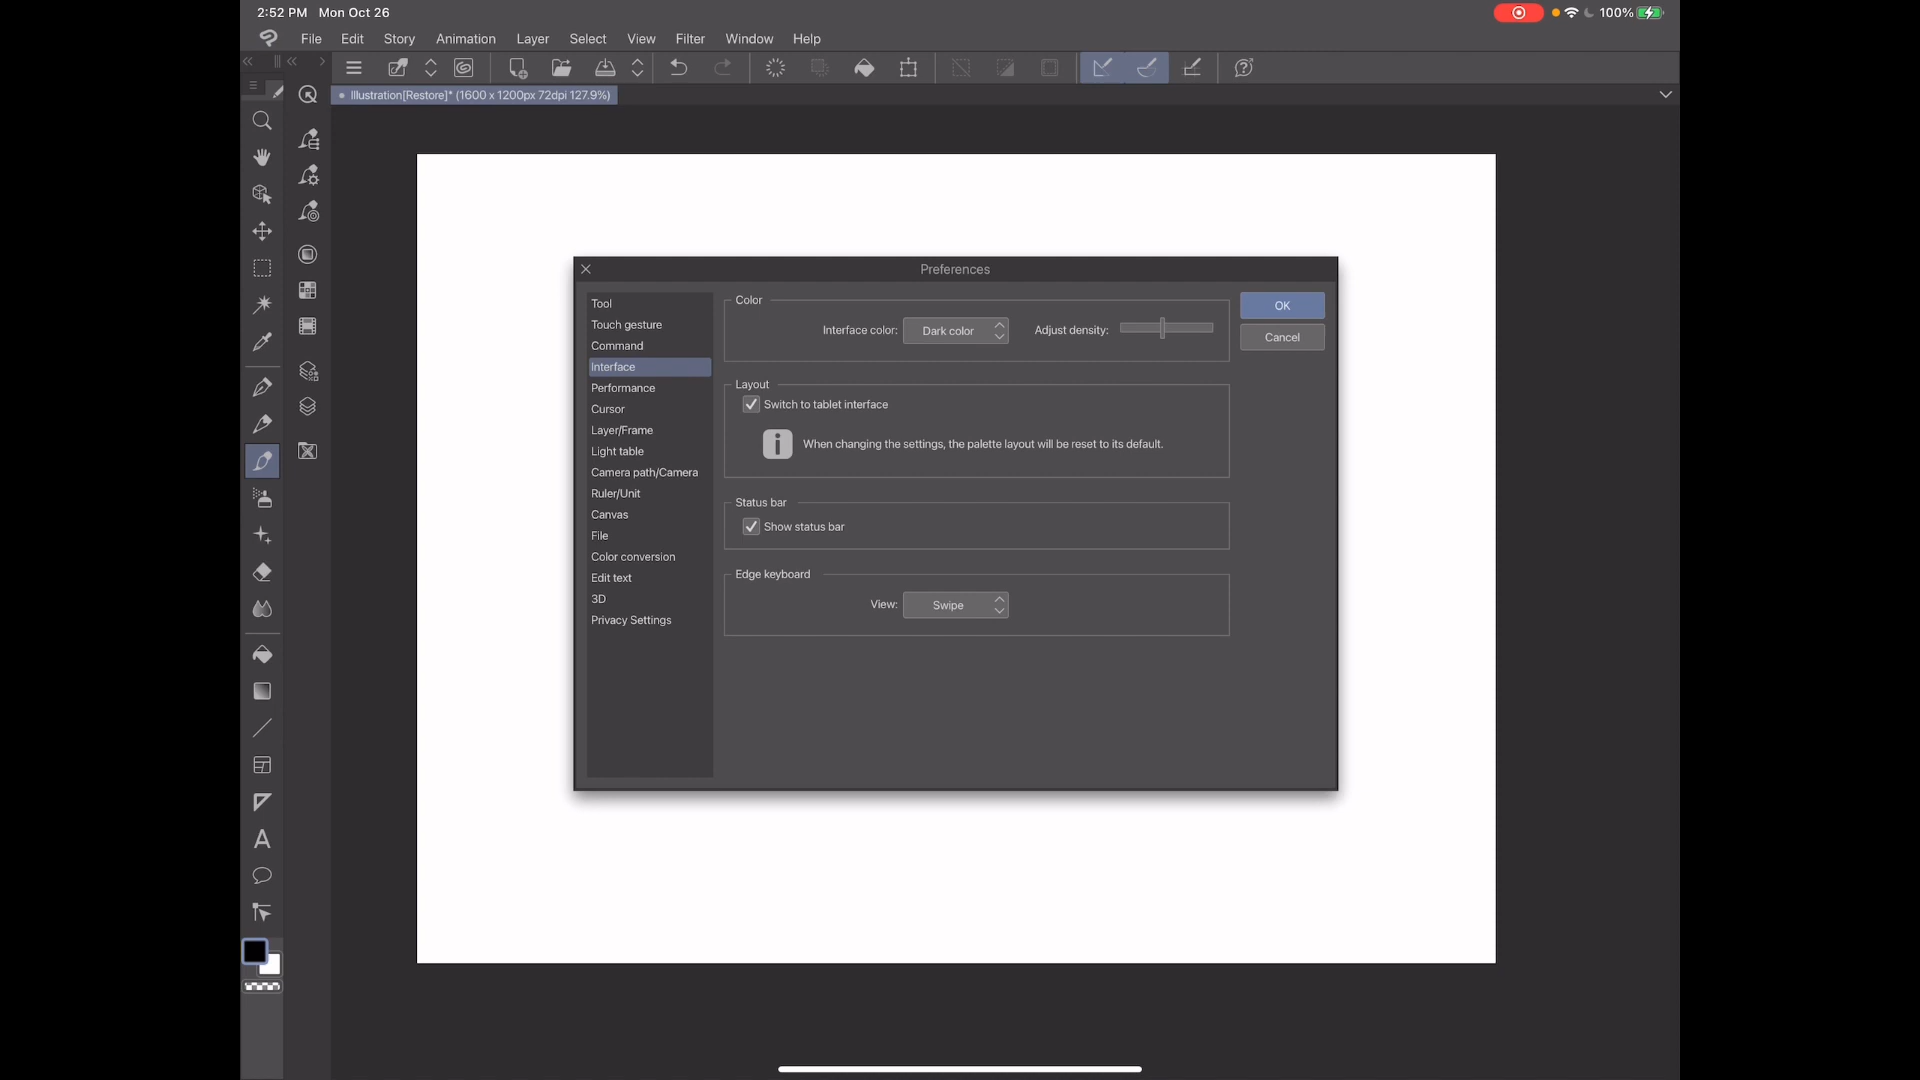 2:52 PM Mon Oct 26
100%
File Edit Story Animation Layer Select View Filter Window Help
Illustration[Restore]* (1600 x 1200px 72dpi 127.9%)
Preferences
Tool
Touch gesture
Command
Interface
Performance
Cursor
Layer/Frame
Light table
Camera path/Camera
Ruler/Unit
Canvas
File
Color conversion
Edit text
3D
Privacy Settings
Color
Interface color: Dark color Adjust density:
Layout
Switch to tablet interface
When changing the settings, the palette layout will be reset to its default.
Status bar
Show status bar
Edge keyboard
View: Swipe
OK
Cancel
A